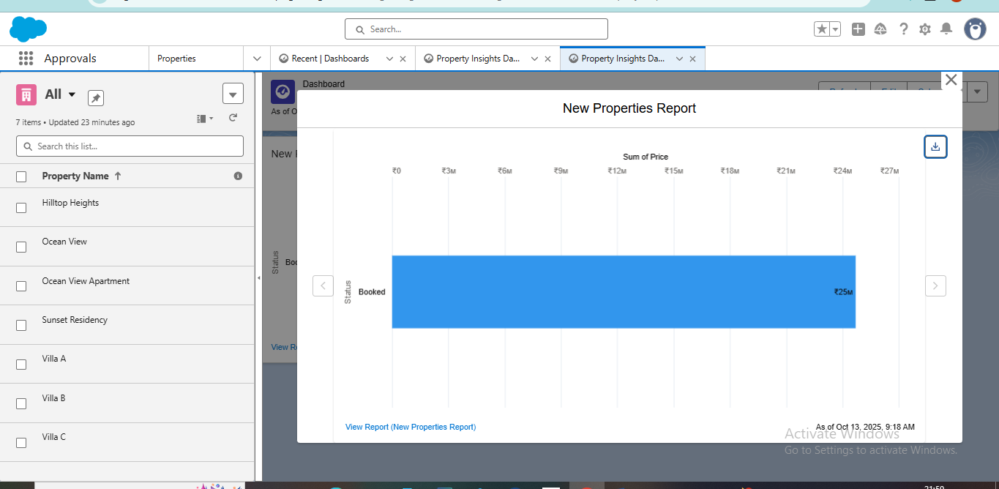 Search...
Approvals
Properties
Recent | Dashboards
Property Insights Da...
Property Insights Da...
All
7 items • Updated 23 minutes ago
Search this list...
Property Name
Hilltop Heights
Ocean View
Ocean View Apartment
Sunset Residency
Villa A
Villa B
Villa C
Dashboard
As of O
New
Status
Boo
View Re
New Properties Report
Sum of Price
₹0 ₹3M ₹6M ₹9M ₹12M ₹15M ₹18M ₹21M ₹24M ₹27M
Status
Booked
₹25M
View Report (New Properties Report)
As of Oct 13, 2025, 9:18 AM
Activate Windows
Go to Settings to activate Windows.